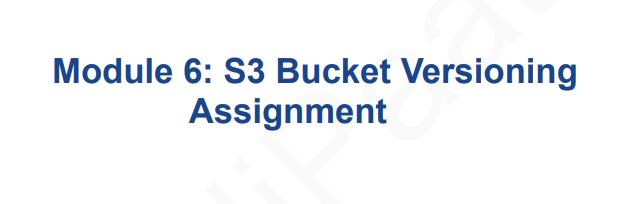 Module 6: S3 Bucket Versioning
Assignment